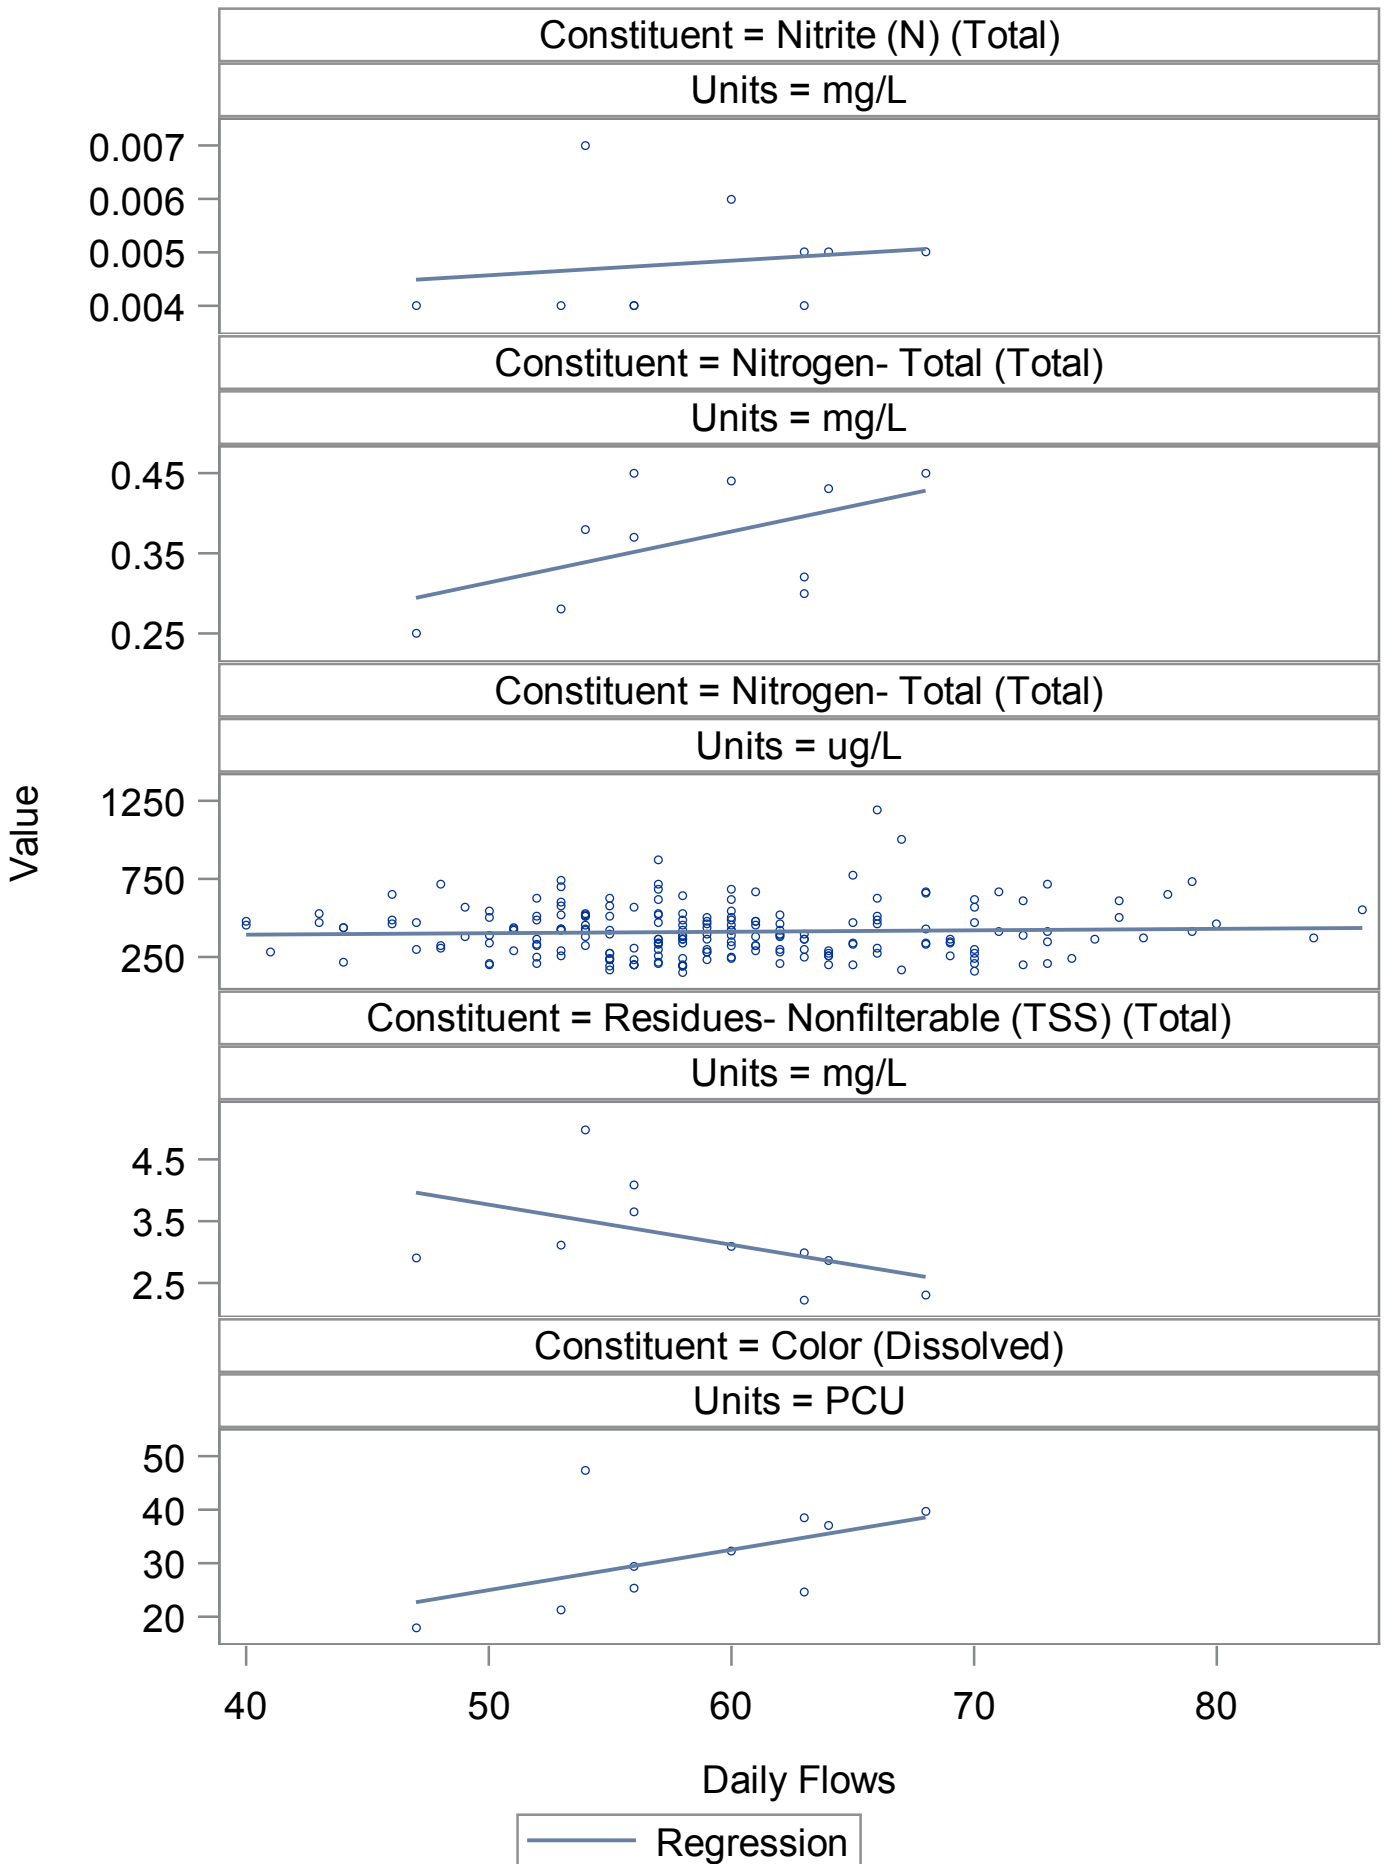 Constituent = Nitrite (N) (Total)
Units = mg/L
0.007
0.006
0.005
0.004
Constituent = Nitrogen- Total (Total)
Units = mg/L
0.45
0.35
0.25
Constituent = Nitrogen- Total (Total)
Units = ug/L
Value
1250
750
250
Constituent = Residues- Nonfilterable (TSS) (Total)
Units = mg/L
4.5
3.5
2.5
Constituent = Color (Dissolved)
Units = PCU
50
40
30
20
40 50 60 70 80
Daily Flows
Regression